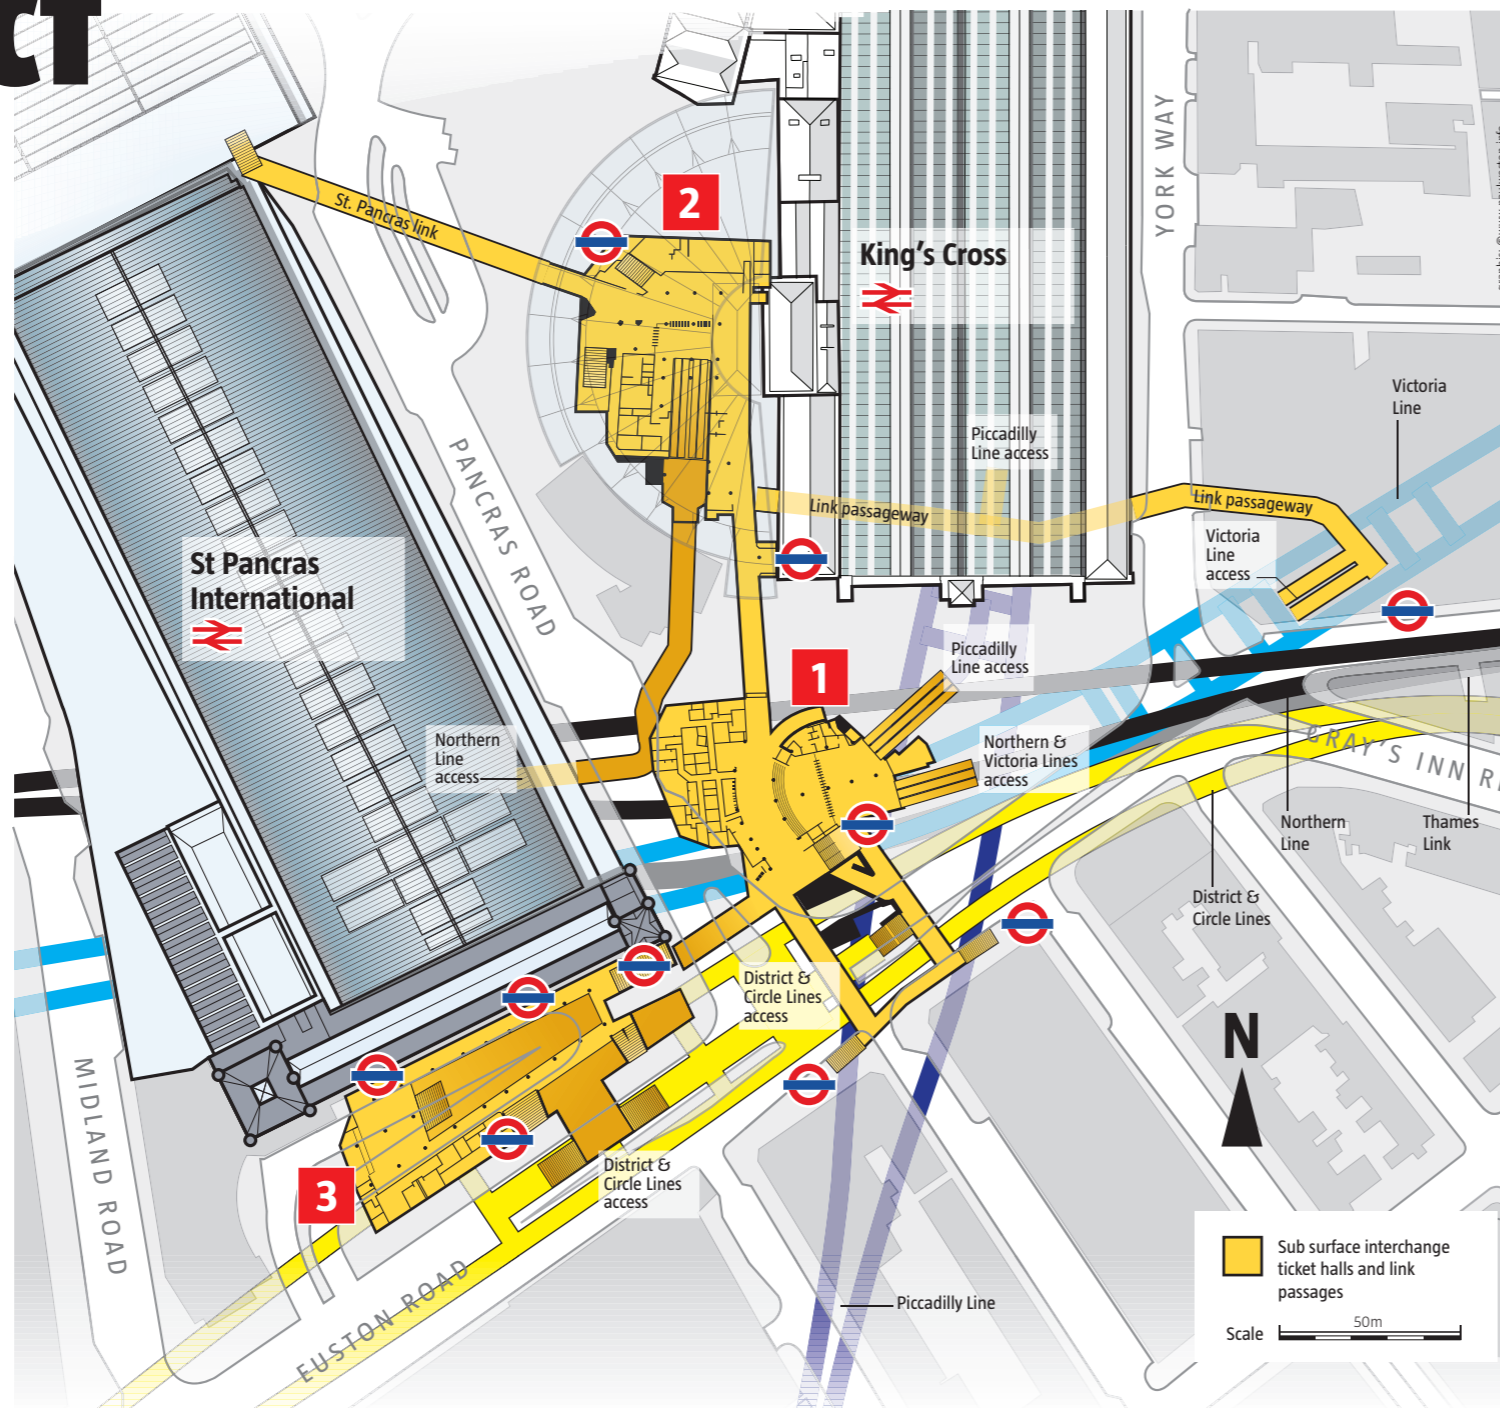 CT
St. Pancras link
2
King's Cross
YORK WAY
Victoria
Line
Piccadilly
Line access
Link passageway
Link passageway
Victoria
Line
access
PANCRAS ROAD
St Pancras
International
1
Piccadilly
Line access
Northern
Line
access
Northern &
Victoria Lines
access
GRAY'S INN R
Northern
Line
Thames
Link
District &
Circle Lines
District &
Circle Lines
access
N
MIDLAND ROAD
3
District &
Circle Lines
access
EUSTON ROAD
Piccadilly Line
Sub surface interchange
ticket halls and link
passages
Scale
50m